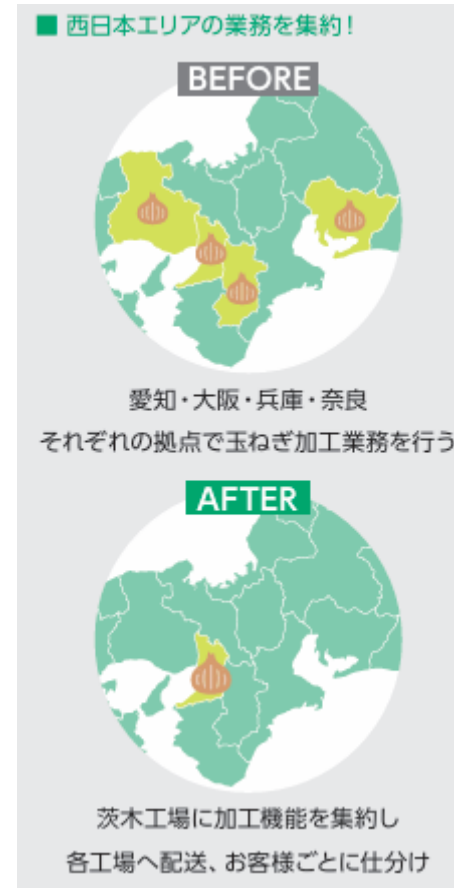 ■ 西日本エリアの業務を集約！
BEFORE
愛知・大阪・兵庫・奈良
それぞれの拠点で玉ねぎ加工業務を行う
AFTER
茨木工場に加工機能を集約し
各工場へ配送、お客様ごとに仕分け